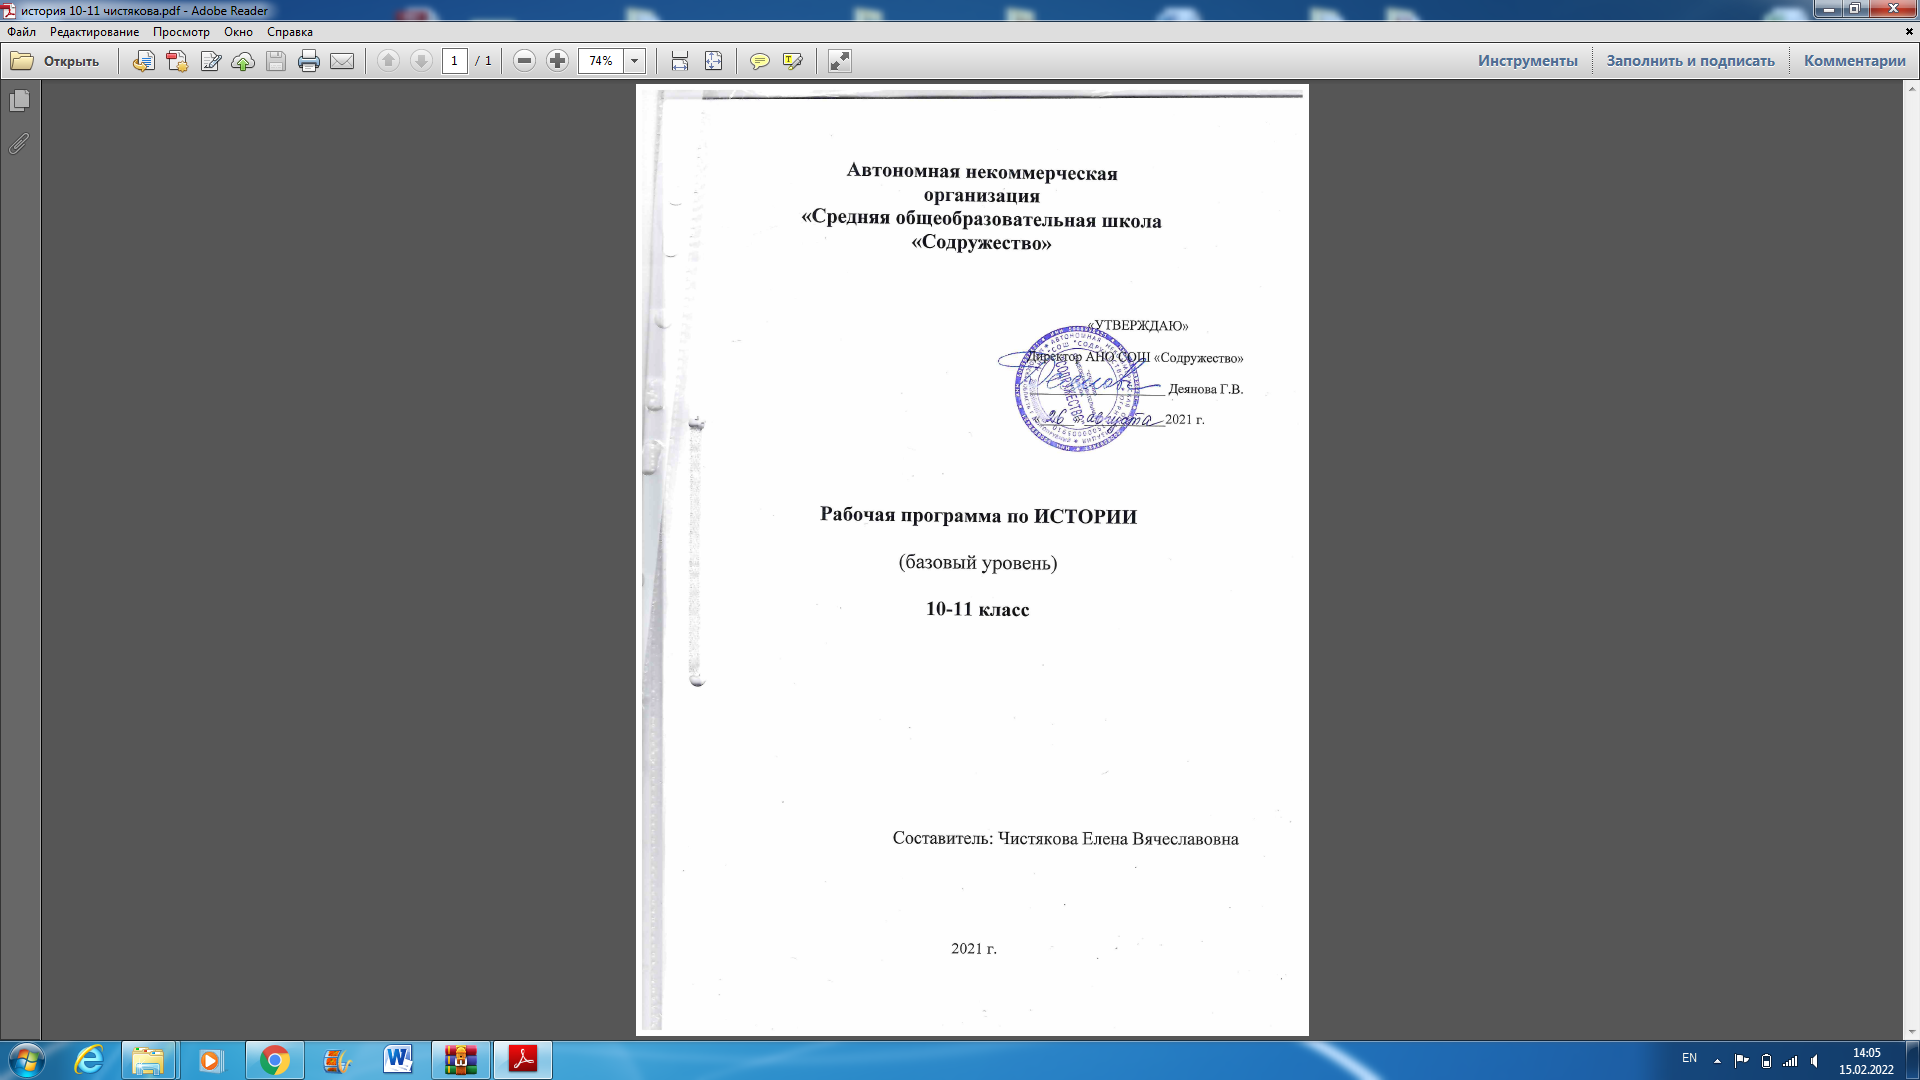 история 10-11 чистякова.pdf - Adobe Reader
Файл Редактирование Просмотр Окно Справка
Открыть 1 / 1 74% Инструменты Заполнить и подписать Комментарии
Автономная некоммерческая
организация
«Средняя общеобразовательная школа
«Содружество»
«УТВЕРЖДАЮ»
Директор АНО СОШ «Содружество»
Деянова Г.В.
26 августа 2021 г.
СОДРУЖЕСТВО
Рабочая программа по ИСТОРИИ
(базовый уровень)
10-11 класс
Составитель: Чистякова Елена Вячеславовна
2021 г.
EN
14:05
15.02.2022